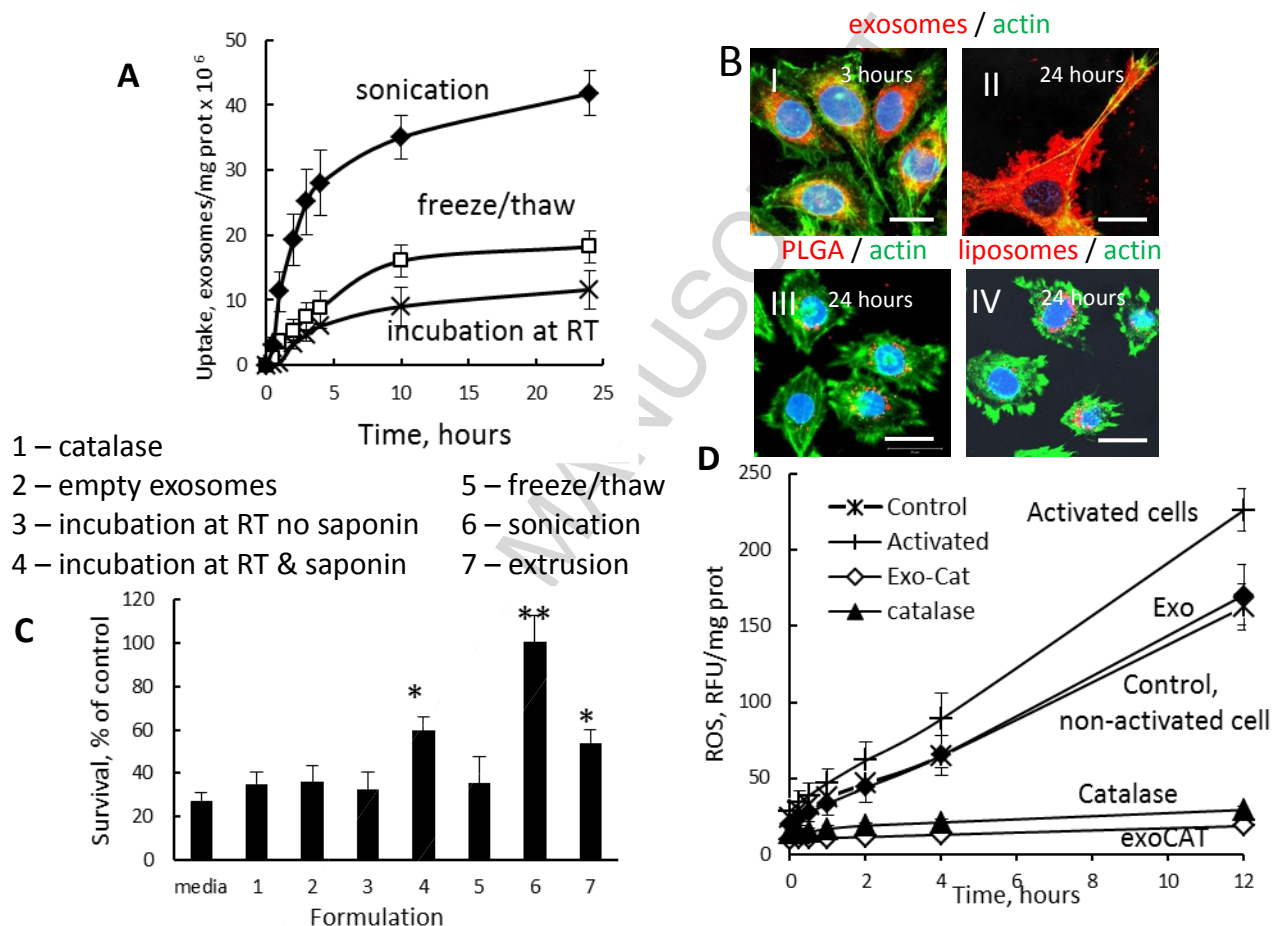 A
Uptake, exosomes/mg prot x 10⁶
50
40
30
20
10
0
sonication
freeze/thaw
incubation at RT
0
5
10
15
20
25
Time, hours
B
exosomes / actin
I
3 hours
II
24 hours
PLGA / actin
liposomes / actin
III
24 hours
IV
24 hours
MANUSCRIPT
1 – catalase
2 – empty exosomes
3 – incubation at RT no saponin
4 – incubation at RT & saponin
5 – freeze/thaw
6 – sonication
7 – extrusion
C
Survival, % of control
120
100
80
60
40
20
0
*
**
*
media
1
2
3
4
5
6
7
Formulation
D
ROS, RFU/mg prot
250
200
150
100
50
0
Control
Activated
Exo-Cat
catalase
Activated cells
Exo
Control,
non-activated cell
Catalase
exoCAT
0
2
4
6
8
10
12
Time, hours